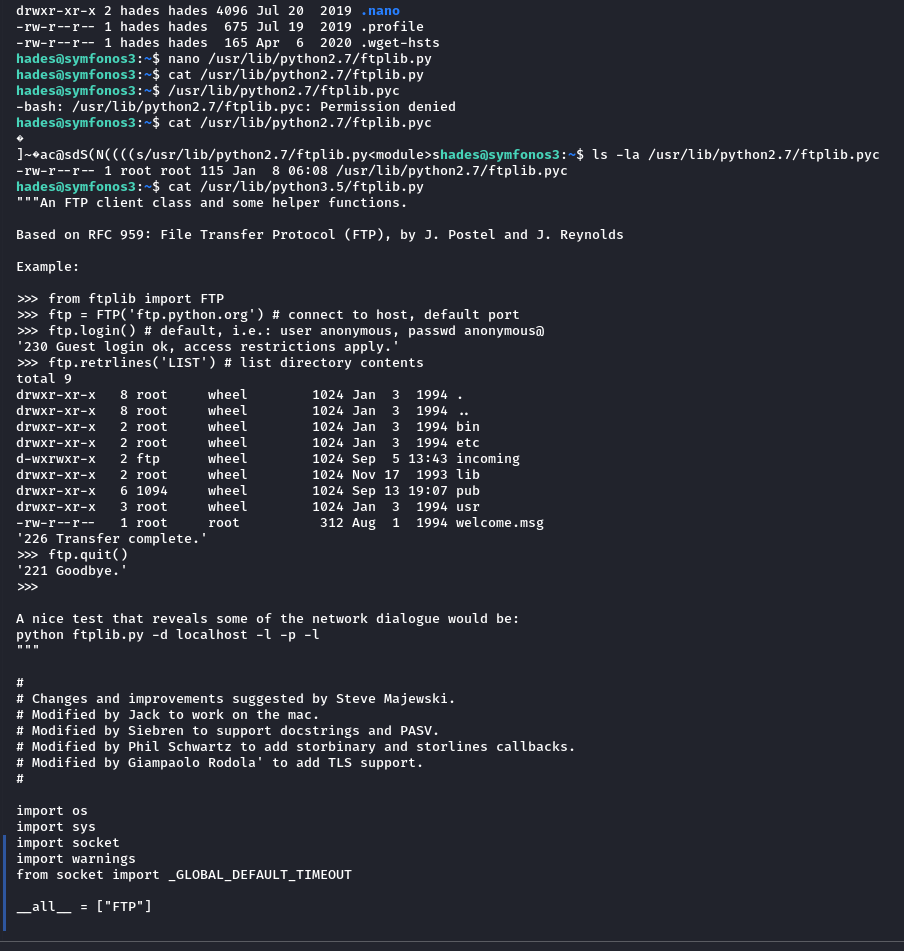 drwxr-xr-x 2 hades hades 4096 Jul 20  2019 .nano
-rw-r--r-- 1 hades hades  675 Jul 19  2019 .profile
-rw-r--r-- 1 hades hades  165 Apr  6  2020 .wget-hsts
hades@symfonos3:~$ nano /usr/lib/python2.7/ftplib.py
hades@symfonos3:~$ cat /usr/lib/python2.7/ftplib.py
hades@symfonos3:~$ /usr/lib/python2.7/ftplib.pyc
-bash: /usr/lib/python2.7/ftplib.pyc: Permission denied
hades@symfonos3:~$ cat /usr/lib/python2.7/ftplib.pyc
�
]~�ac@sdS(N((((s/usr/lib/python2.7/ftplib.py<module>shades@symfonos3:~$ ls -la /usr/lib/python2.7/ftplib.pyc
-rw-r--r-- 1 root root 115 Jan  8 06:08 /usr/lib/python2.7/ftplib.pyc
hades@symfonos3:~$ cat /usr/lib/python3.5/ftplib.py
"""An FTP client class and some helper functions.

Based on RFC 959: File Transfer Protocol (FTP), by J. Postel and J. Reynolds

Example:

>>> from ftplib import FTP
>>> ftp = FTP('ftp.python.org') # connect to host, default port
>>> ftp.login() # default, i.e.: user anonymous, passwd anonymous@
'230 Guest login ok, access restrictions apply.'
>>> ftp.retrlines('LIST') # list directory contents
total 9
drwxr-xr-x   8 root     wheel        1024 Jan  3  1994 .
drwxr-xr-x   8 root     wheel        1024 Jan  3  1994 ..
drwxr-xr-x   2 root     wheel        1024 Jan  3  1994 bin
drwxr-xr-x   2 root     wheel        1024 Jan  3  1994 etc
d-wxrwxr-x   2 ftp      wheel        1024 Sep  5 13:43 incoming
drwxr-xr-x   2 root     wheel        1024 Nov 17  1993 lib
drwxr-xr-x   6 1094     wheel        1024 Sep 13 19:07 pub
drwxr-xr-x   3 root     wheel        1024 Jan  3  1994 usr
-rw-r--r--   1 root     root          312 Aug  1  1994 welcome.msg
'226 Transfer complete.'
>>> ftp.quit()
'221 Goodbye.'
>>>

A nice test that reveals some of the network dialogue would be:
python ftplib.py -d localhost -l -p -l
"""

#
# Changes and improvements suggested by Steve Majewski.
# Modified by Jack to work on the mac.
# Modified by Siebren to support docstrings and PASV.
# Modified by Phil Schwartz to add storbinary and storlines callbacks.
# Modified by Giampaolo Rodola' to add TLS support.
#

import os
import sys
import socket
import warnings
from socket import _GLOBAL_DEFAULT_TIMEOUT

__all__ = ["FTP"]